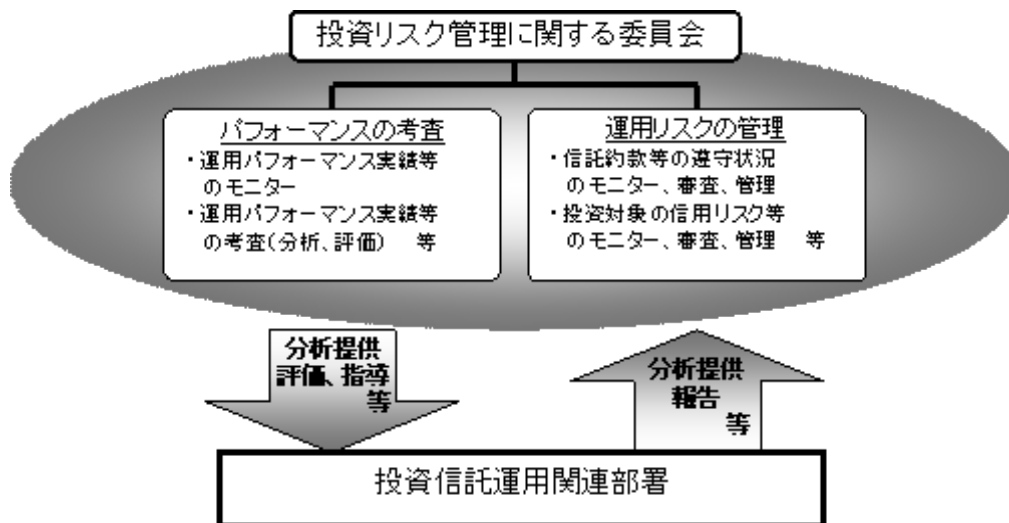 投資リスク管理に関する委員会
パフォーマンスの考査
・運用パフォーマンス実績等
のモニター
・運用パフォーマンス実績等
の考査(分析、評価) 等
運用リスクの管理
・信託約款等の遵守状況
のモニター、審査、管理
・投資対象の信用リスク等
のモニター、審査、管理 等
分析提供
評価、指導
等
分析提供
報告
等
投資信託運用関連部署